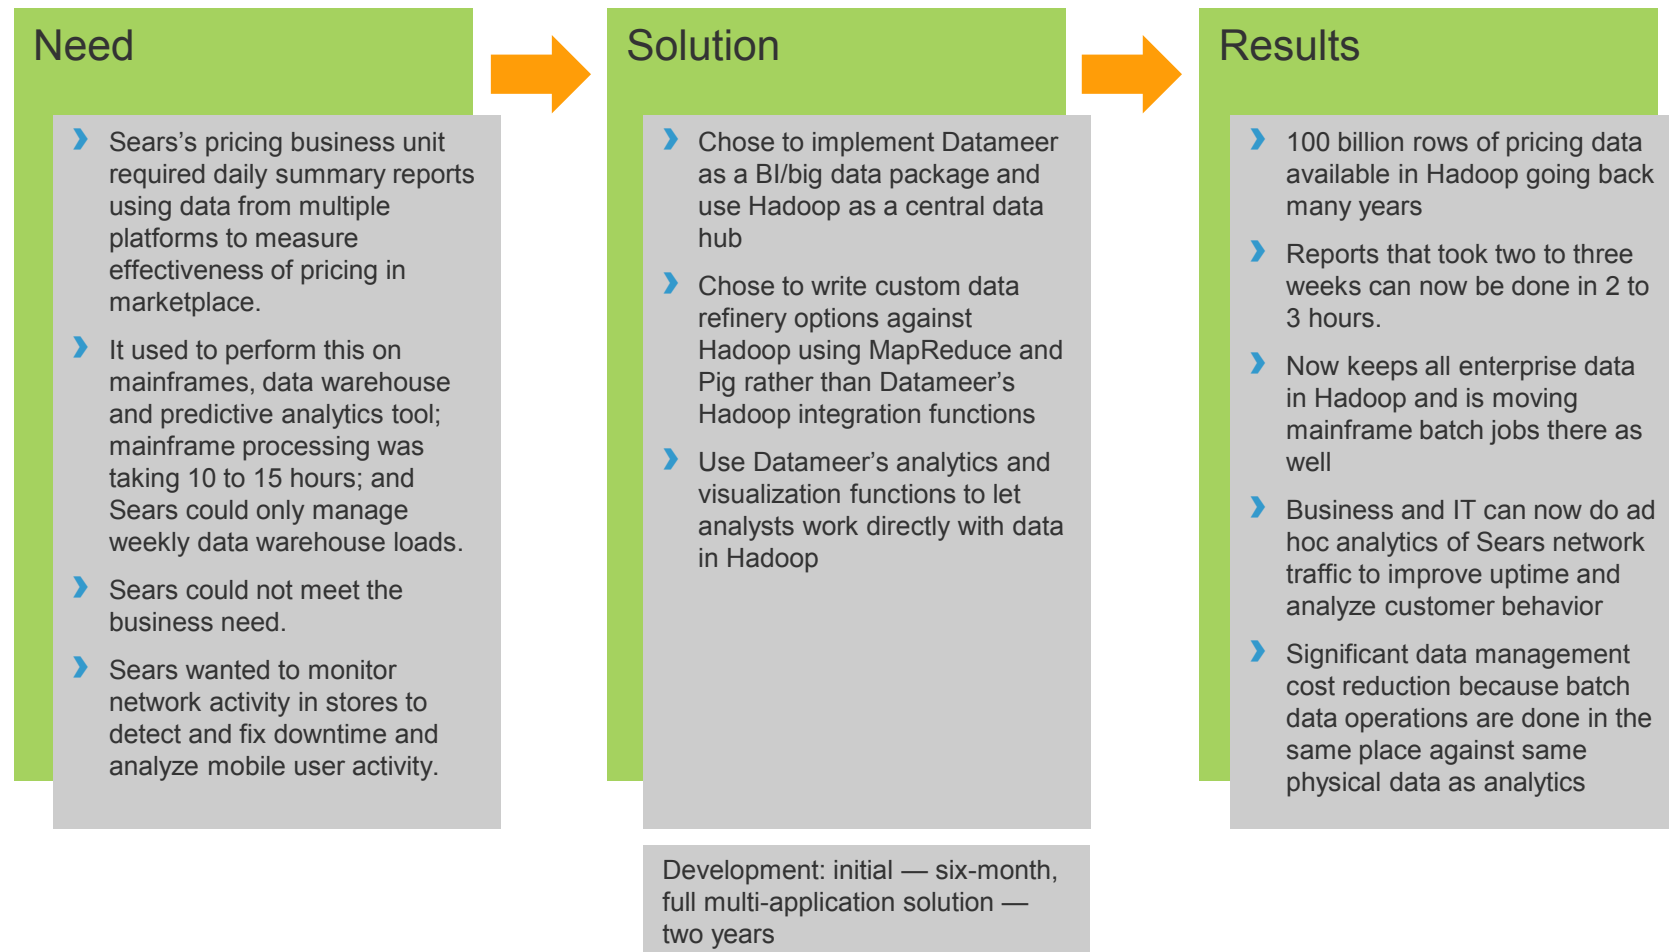 Need
Sears's pricing business unit
required daily summary reports
using data from multiple
platforms to measure
effectiveness of pricing in
marketplace.
It used to perform this on
mainframes, data warehouse
and predictive analytics tool;
mainframe processing was
taking 10 to 15 hours; and
Sears could only manage
weekly data warehouse loads.
Sears could not meet the
business need.
Sears wanted to monitor
network activity in stores to
detect and fix downtime and
analyze mobile user activity.
Solution
Chose to implement Datameer
as a BI/big data package and
use Hadoop as a central data
hub
Chose to write custom data
refinery options against
Hadoop using MapReduce and
Pig rather than Datameer's
Hadoop integration functions
Use Datameer's analytics and
visualization functions to let
analysts work directly with data
in Hadoop
Development: initial — six-month,
full multi-application solution —
two years
Results
100 billion rows of pricing data
available in Hadoop going back
many years
Reports that took two to three
weeks can now be done in 2 to
3 hours.
Now keeps all enterprise data
in Hadoop and is moving
mainframe batch jobs there as
well
Business and IT can now do ad
hoc analytics of Sears network
traffic to improve uptime and
analyze customer behavior
Significant data management
cost reduction because batch
data operations are done in the
same place against same
physical data as analytics